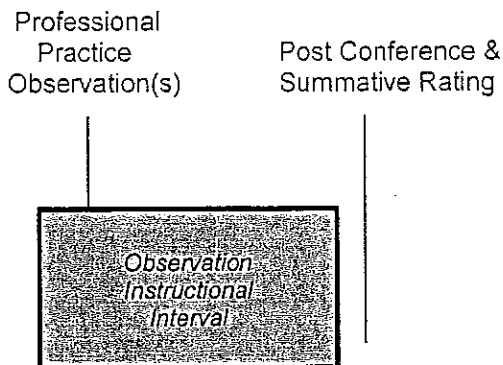 Professional
Practice
Observation(s)
Post Conference &
Summative Rating
Observation
Instructional
Interval